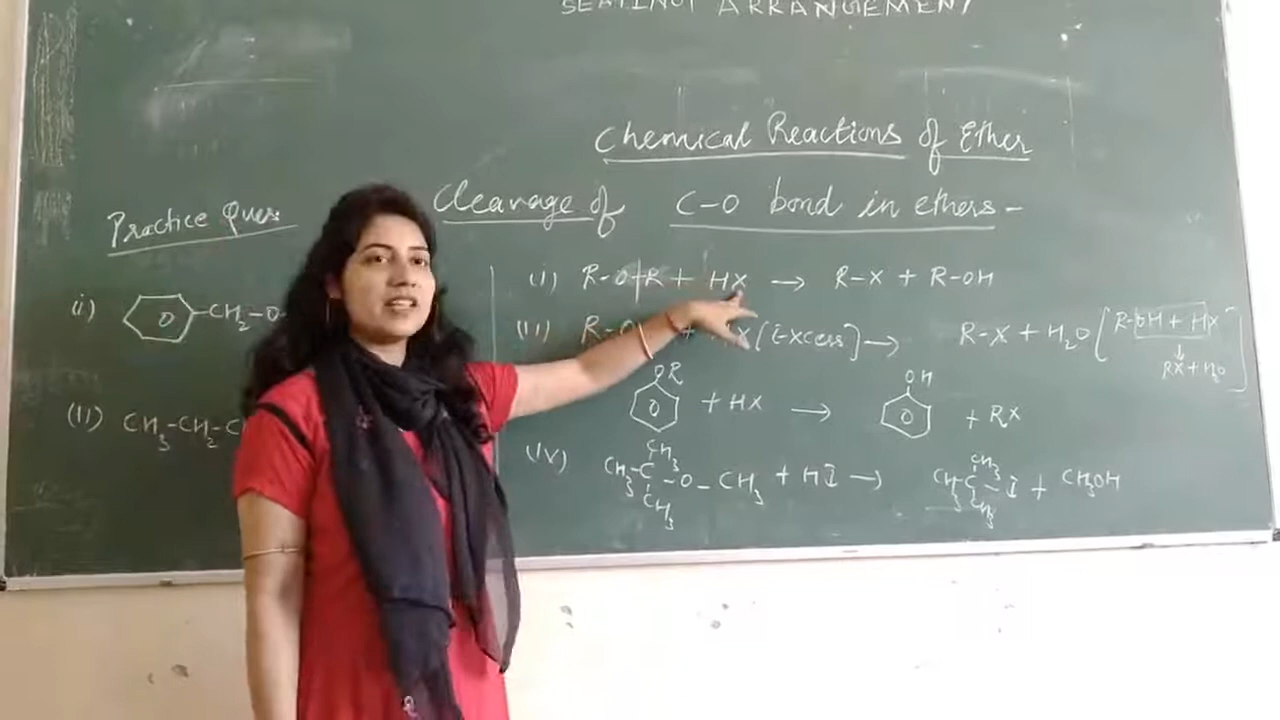 SEATING ARRANGEMENT
Chemical Reactions of Ether
Cleavage of C-O bond in ethers -
Practice Ques.
(i) R-O-R + HX → R-X + R-OH
(i) CH₂-O-
(II) R-O X [Excess] → R-X + H₂O [R-OH + HX
↓
RX + H₂O]
OR + HX → OH + RX
(II) CH₃-CH₂-C
(IV) CH₃-C(CH₃)(CH₃)-O-CH₃ + HI → CH₃-C(CH₃)(CH₃)-I + CH₃OH